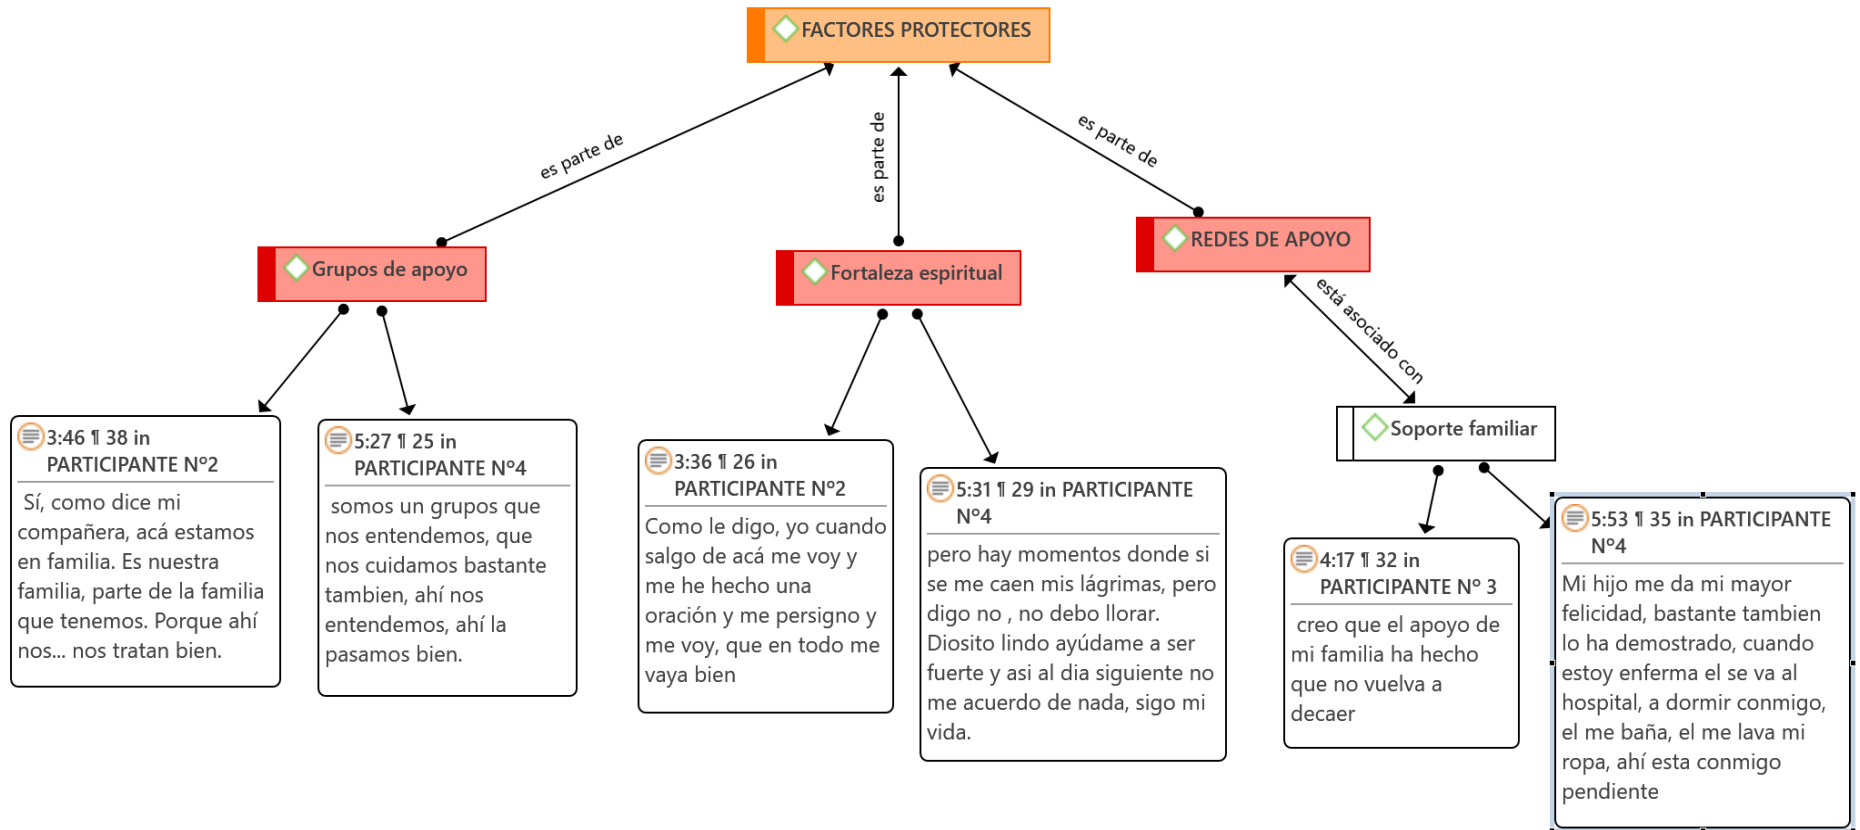 FACTORES PROTECTORES
es parte de
es parte de
es parte de
Grupos de apoyo
Fortaleza espiritual
REDES DE APOYO
está asociado con
Soporte familiar
3:46 ¶ 38 in
PARTICIPANTE Nº2
Sí, como dice mi
compañera, acá estamos
en familia. Es nuestra
familia, parte de la familia
que tenemos. Porque ahí
nos... nos tratan bien.
5:27 ¶ 25 in
PARTICIPANTE Nº4
somos un grupos que
nos entendemos, que
nos cuidamos bastante
tambien, ahí nos
entendemos, ahí la
pasamos bien.
3:36 ¶ 26 in
PARTICIPANTE Nº2
Como le digo, yo cuando
salgo de acá me voy y
me he hecho una
oración y me persigno y
me voy, que en todo me
vaya bien
5:31 ¶ 29 in PARTICIPANTE
Nº4
pero hay momentos donde si
se me caen mis lágrimas, pero
digo no , no debo llorar.
Diosito lindo ayúdame a ser
fuerte y asi al dia siguiente no
me acuerdo de nada, sigo mi
vida.
4:17 ¶ 32 in
PARTICIPANTE Nº 3
creo que el apoyo de
mi familia ha hecho
que no vuelva a
decaer
5:53 ¶ 35 in PARTICIPANTE
Nº4
Mi hijo me da mi mayor
felicidad, bastante tambien
lo ha demostrado, cuando
estoy enferma el se va al
hospital, a dormir conmigo,
el me baña, el me lava mi
ropa, ahí esta conmigo
pendiente